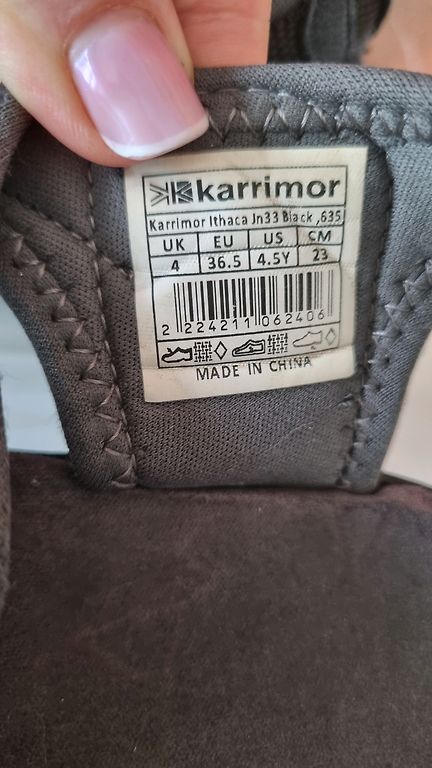 karrimor
Karrimor Ithaca Jn33 Black ,635
UK EU US CM
4 36.5 4.5Y 23
2 224211 062406
MADE IN CHINA